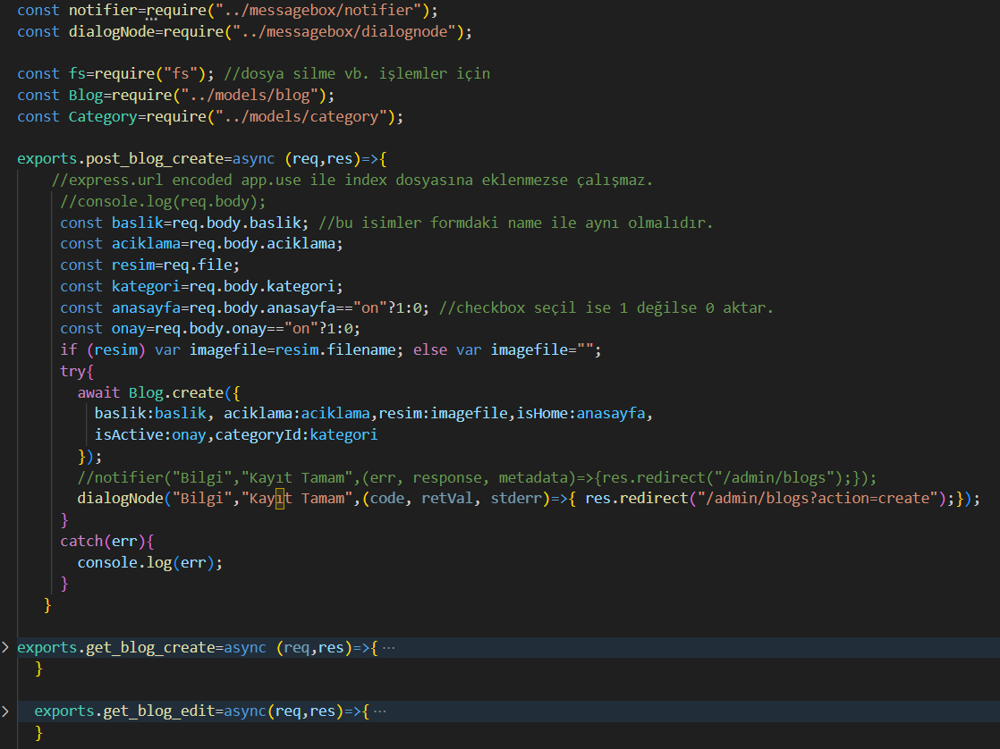 const notifier=require("../messagebox/notifier");
const dialogNode=require("../messagebox/dialognode");
const fs=require("fs"); //dosya silme vb. işlemler için
const Blog=require("../models/blog");
const Category=require("../models/category");
exports.post_blog_create=async (req,res)=>{
//express.url encoded app.use ile index dosyasına eklenmezse çalışmaz.
//console.log(req.body);
const baslik=req.body.baslik; //bu isimler formdaki name ile aynı olmalıdır.
const aciklama=req.body.aciklama;
const resim=req.file;
const kategori=req.body.kategori;
const anasayfa=req.body.anasayfa=="on"?1:0; //checkbox seçil ise 1 değilse 0 aktar.
const onay=req.body.onay=="on"?1:0;
if (resim) var imagefile=resim.filename; else var imagefile="";
try{
await Blog.create({
baslik:baslik, aciklama:aciklama,resim:imagefile,isHome:anasayfa,
isActive:onay,categoryId:kategori
});
//notifier("Bilgi","Kayıt Tamam",(err, response, metadata)=>{res.redirect("/admin/blogs");});
dialogNode("Bilgi","Kayıt Tamam",(code, retVal, stderr)=>{ res.redirect("/admin/blogs?action=create");});
}
catch(err){
console.log(err);
}
}
exports.get_blog_create=async (req,res)=>{ ···
}
exports.get_blog_edit=async(req,res)=>{ ···
}